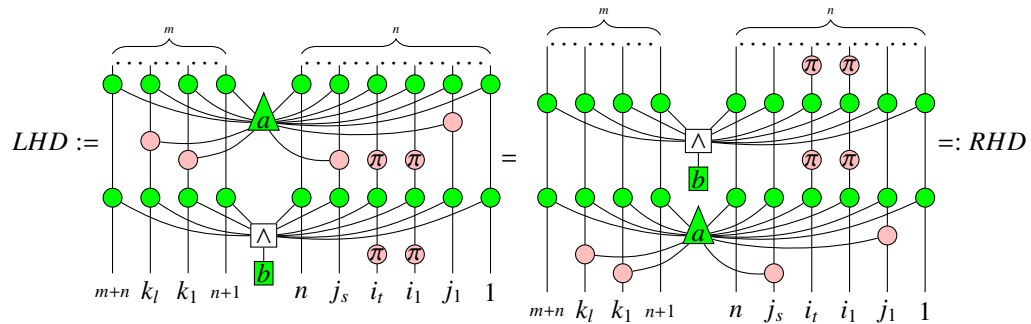 m n m n
π π
a
LHD := π π = π π =: RHD
∧
b
∧
b a
π π
m+n k_l k_1 n+1 n j_s i_t i_1 j_1 1 m+n k_l k_1 n+1 n j_s i_t i_1 j_1 1